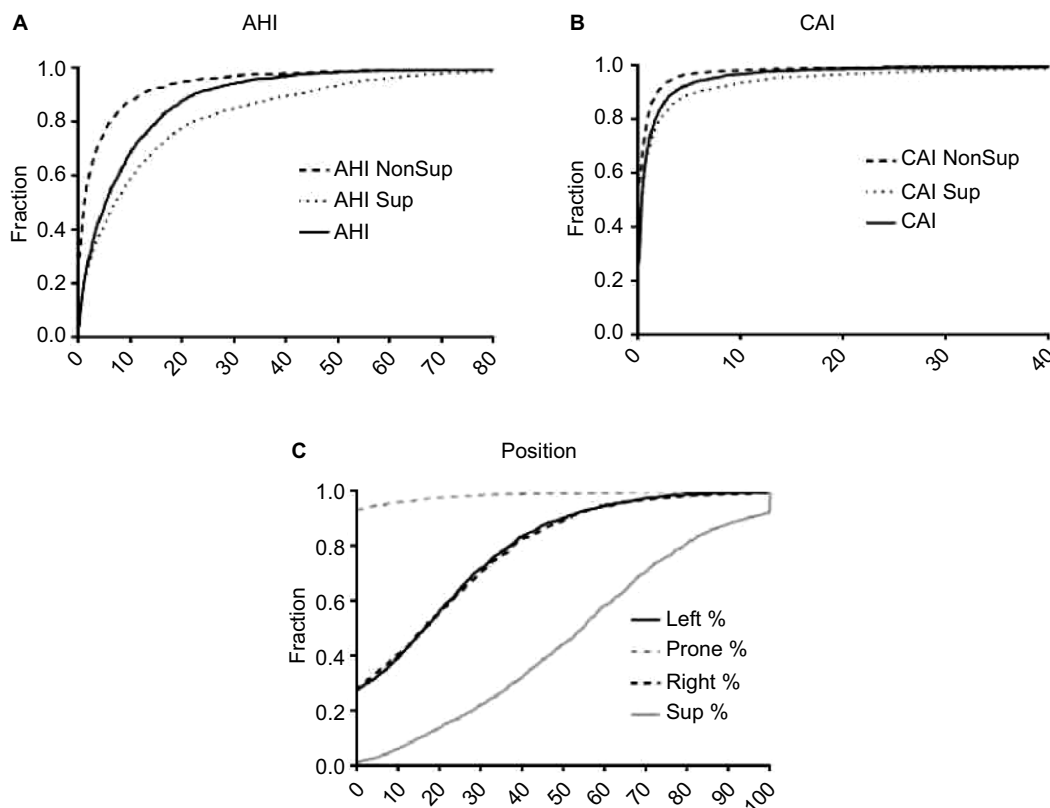 A AHI
Fraction
1.0
0.8
0.6
0.4
0.2
0.0
AHI NonSup
AHI Sup
AHI
0 10 20 30 40 50 60 70 80
B CAI
Fraction
1.0
0.8
0.6
0.4
0.2
0.0
CAI NonSup
CAI Sup
CAI
0 10 20 30 40
C Position
Fraction
1.0
0.8
0.6
0.4
0.2
0.0
Left %
Prone %
Right %
Sup %
0 10 20 30 40 50 60 70 80 90 100